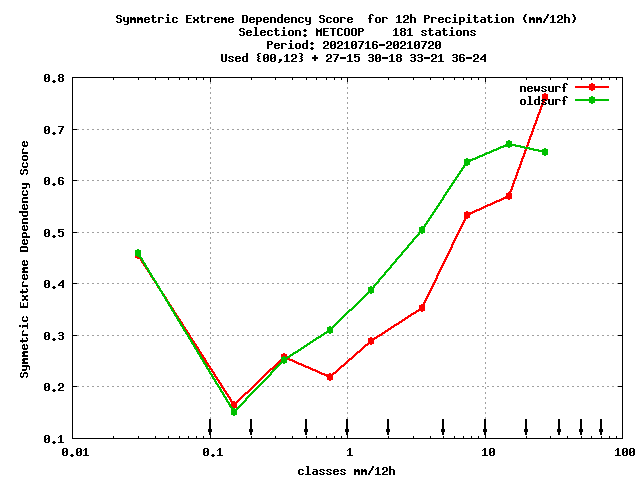 Symmetric Extreme Dependency Score  for 12h Precipitation (mm/12h)
Selection: METCOOP    181 stations
Period: 20210716-20210720
Used {00,12} + 27-15 30-18 33-21 36-24
newsurf
oldsurf
Symmetric Extreme Dependency Score
0.8
0.7
0.6
0.5
0.4
0.3
0.2
0.1
0.01 0.1 1 10 100
classes mm/12h